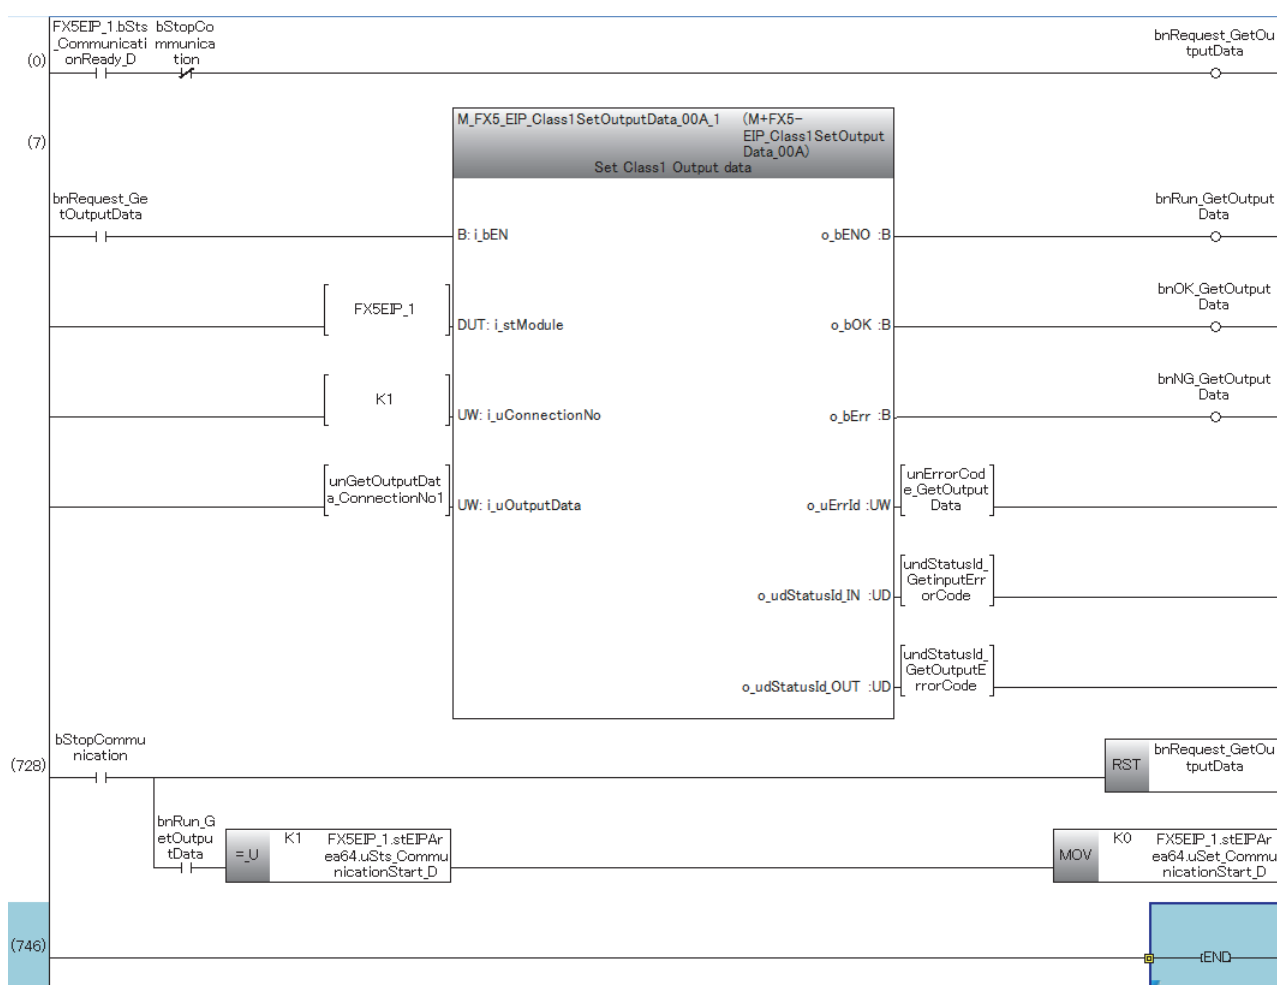 FX5EIP_1.bSts
_Communicati
onReady_D
bStopCo
mmunica
tion
bnRequest_GetOu
tputData
(0)
(7)
M_FX5_EIP_Class1SetOutputData_00A_1
(M+FX5-
EIP_Class1SetOutput
Data_00A)
Set Class1 Output data
bnRequest_Ge
tOutputData
B: i_bEN
o_bENO :B
bnRun_GetOutput
Data
FX5EIP_1
DUT: i_stModule
o_bOK :B
bnOK_GetOutput
Data
K1
UW: i_uConnectionNo
o_bErr :B
bnNG_GetOutput
Data
unGetOutputDat
a_ConnectionNo1
UW: i_uOutputData
o_uErrId :UW
unErrorCod
e_GetOutput
Data
o_udStatusId_IN :UD
undStatusId_
GetinputErr
orCode
o_udStatusId_OUT :UD
undStatusId_
GetOutputE
rrorCode
(728)
bStopCommu
nication
RST
bnRequest_GetOu
tputData
bnRun_G
etOutpu
tData
=_U
K1
FX5EIP_1.stEIPAr
ea64.uSts_Commu
nicationStart_D
MOV
K0
FX5EIP_1.stEIPAr
ea64.uSet_Commu
nicationStart_D
(746)
(END